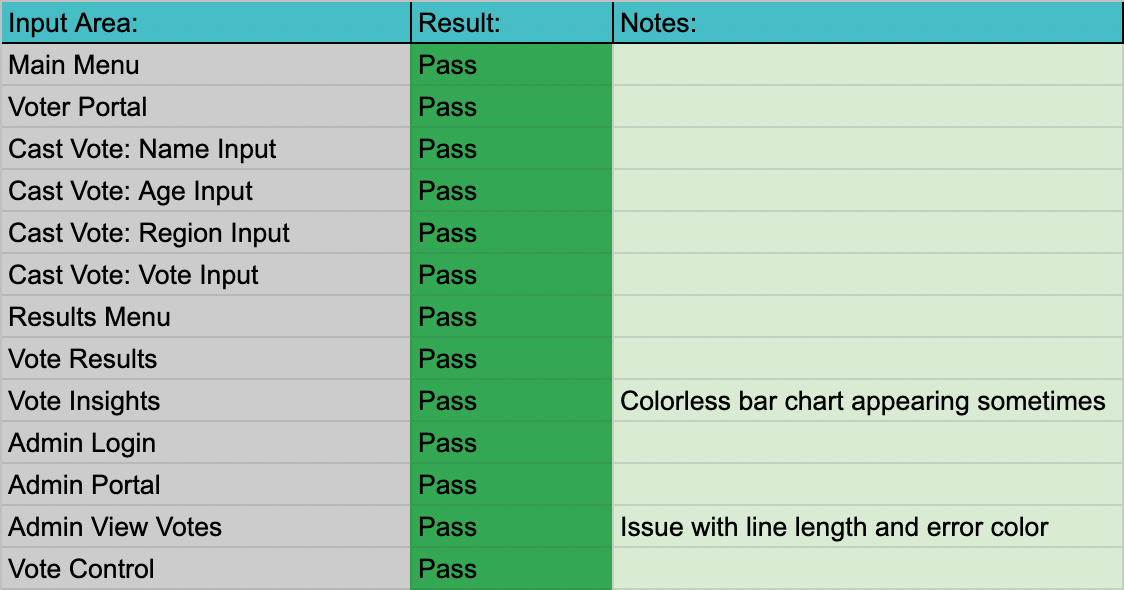 Input Area: Result: Notes:
Main Menu Pass
Voter Portal Pass
Cast Vote: Name Input Pass
Cast Vote: Age Input Pass
Cast Vote: Region Input Pass
Cast Vote: Vote Input Pass
Results Menu Pass
Vote Results Pass
Vote Insights Pass Colorless bar chart appearing sometimes
Admin Login Pass
Admin Portal Pass
Admin View Votes Pass Issue with line length and error color
Vote Control Pass